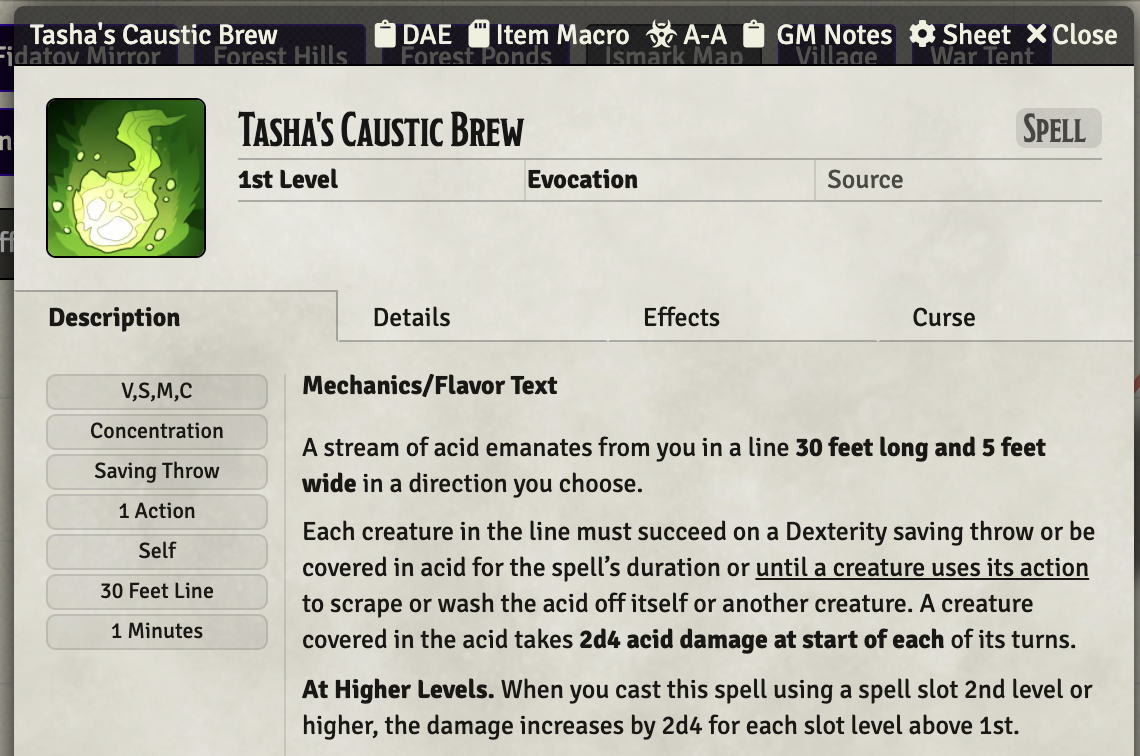 Tasha's Caustic Brew DAE Item Macro A-A GM Notes Sheet Close
Fidatov Mirror Forest Hills Forest Ponds Ismark Map Village War Tent
Tasha's Caustic Brew
Spell
1st Level Evocation Source
Description Details Effects Curse
V,S,M,C
Concentration
Saving Throw
1 Action
Self
30 Feet Line
1 Minutes
Mechanics/Flavor Text
A stream of acid emanates from you in a line 30 feet long and 5 feet
wide in a direction you choose.
Each creature in the line must succeed on a Dexterity saving throw or be
covered in acid for the spell’s duration or until a creature uses its action
to scrape or wash the acid off itself or another creature. A creature
covered in the acid takes 2d4 acid damage at start of each of its turns.
At Higher Levels. When you cast this spell using a spell slot 2nd level or
higher, the damage increases by 2d4 for each slot level above 1st.